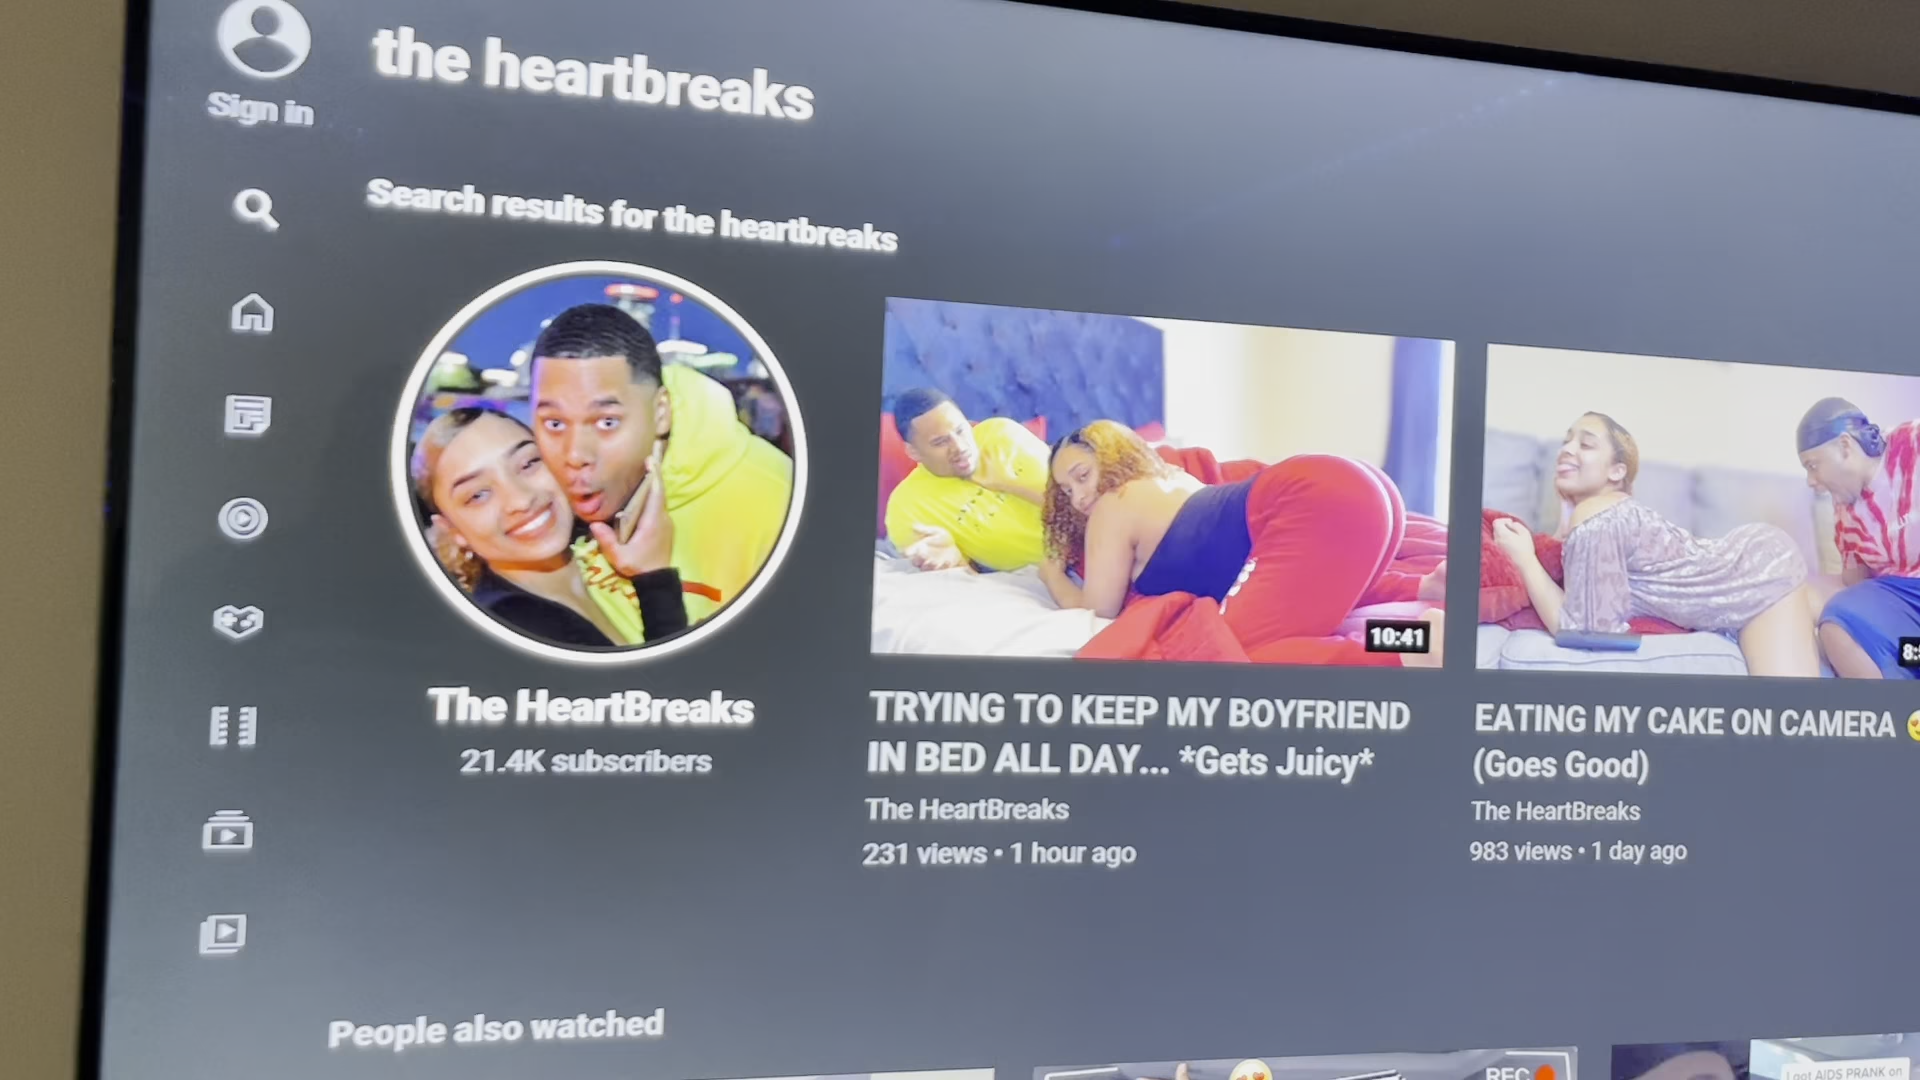 the heartbreaks
Sign in
Search results for the heartbreaks
10:41
The HeartBreaks
21.4K subscribers
TRYING TO KEEP MY BOYFRIEND
IN BED ALL DAY... *Gets Juicy*
The HeartBreaks
231 views • 1 hour ago
EATING MY CAKE ON CAMERA 😍
(Goes Good)
The HeartBreaks
983 views • 1 day ago
People also watched
REC
I got AIDS PRANK on